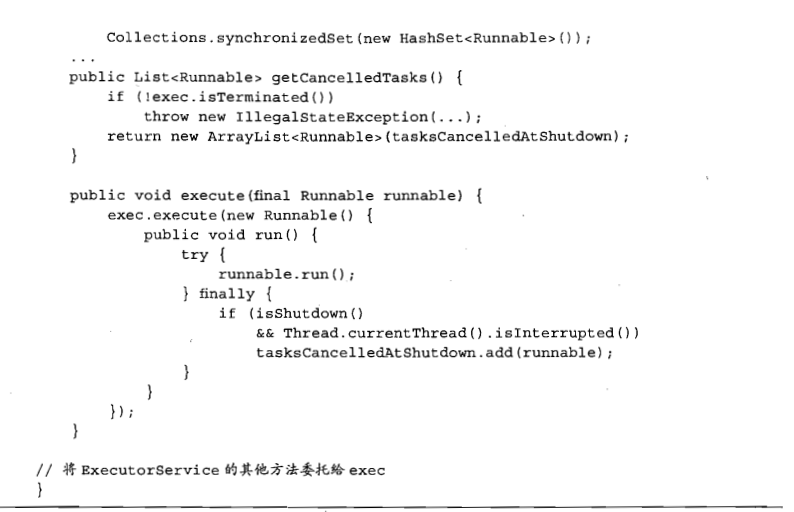 Collections.synchronizedSet(new HashSet<Runnable>());
...
public List<Runnable> getCancelledTasks() {
if (!exec.isTerminated())
throw new IllegalStateException(...);
return new ArrayList<Runnable>(tasksCancelledAtShutdown);
}
public void execute(final Runnable runnable) {
exec.execute(new Runnable() {
public void run() {
try {
runnable.run();
} finally {
if (isShutdown()
&& Thread.currentThread().isInterrupted())
tasksCancelledAtShutdown.add(runnable);
}
}
});
}
// 将 ExecutorService 的其他方法委托给 exec
}